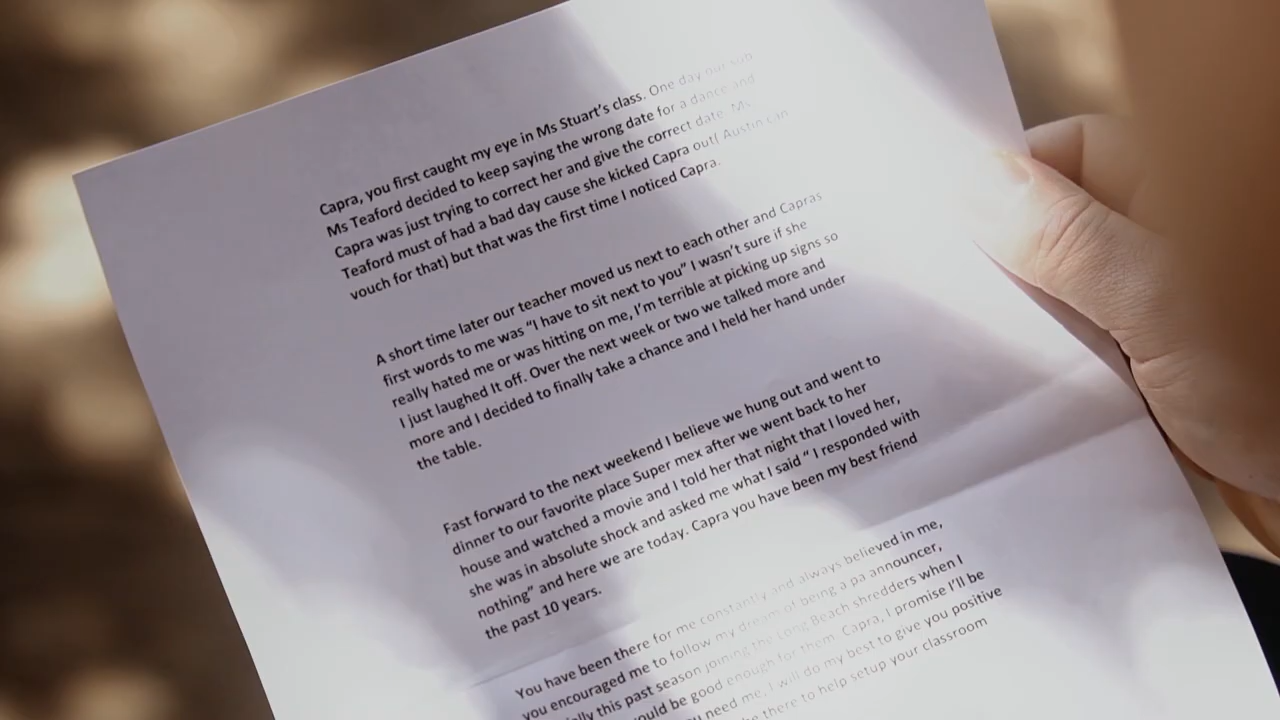 Capra, you first caught my eye in Ms Stuart's class. One day our sub
Ms Teaford decided to keep saying the wrong date for a dance and
Capra was just trying to correct her and give the correct date. Ms.
Teaford must of had a bad day cause she kicked Capra out( Austin can
vouch for that) but that was the first time I noticed Capra.
A short time later our teacher moved us next to each other and Capras
first words to me was "I have to sit next to you" I wasn't sure if she
really hated me or was hitting on me, I'm terrible at picking up signs so
I just laughed It off. Over the next week or two we talked more and
more and I decided to finally take a chance and I held her hand under
the table.
Fast forward to the next weekend I believe we hung out and went to
dinner to our favorite place Super mex after we went back to her
house and watched a movie and I told her that night that I loved her,
she was in absolute shock and asked me what I said " I responded with
nothing" and here we are today. Capra you have been my best friend
the past 10 years.
You have been there for me constantly and always believed in me,
you encouraged me to follow my dream of being a pa announcer,
this past season joining the Long Beach shredders when I
be good enough for them. Capra, I promise I'll be
need me, I will do my best to give you positive
there to help setup your classroom